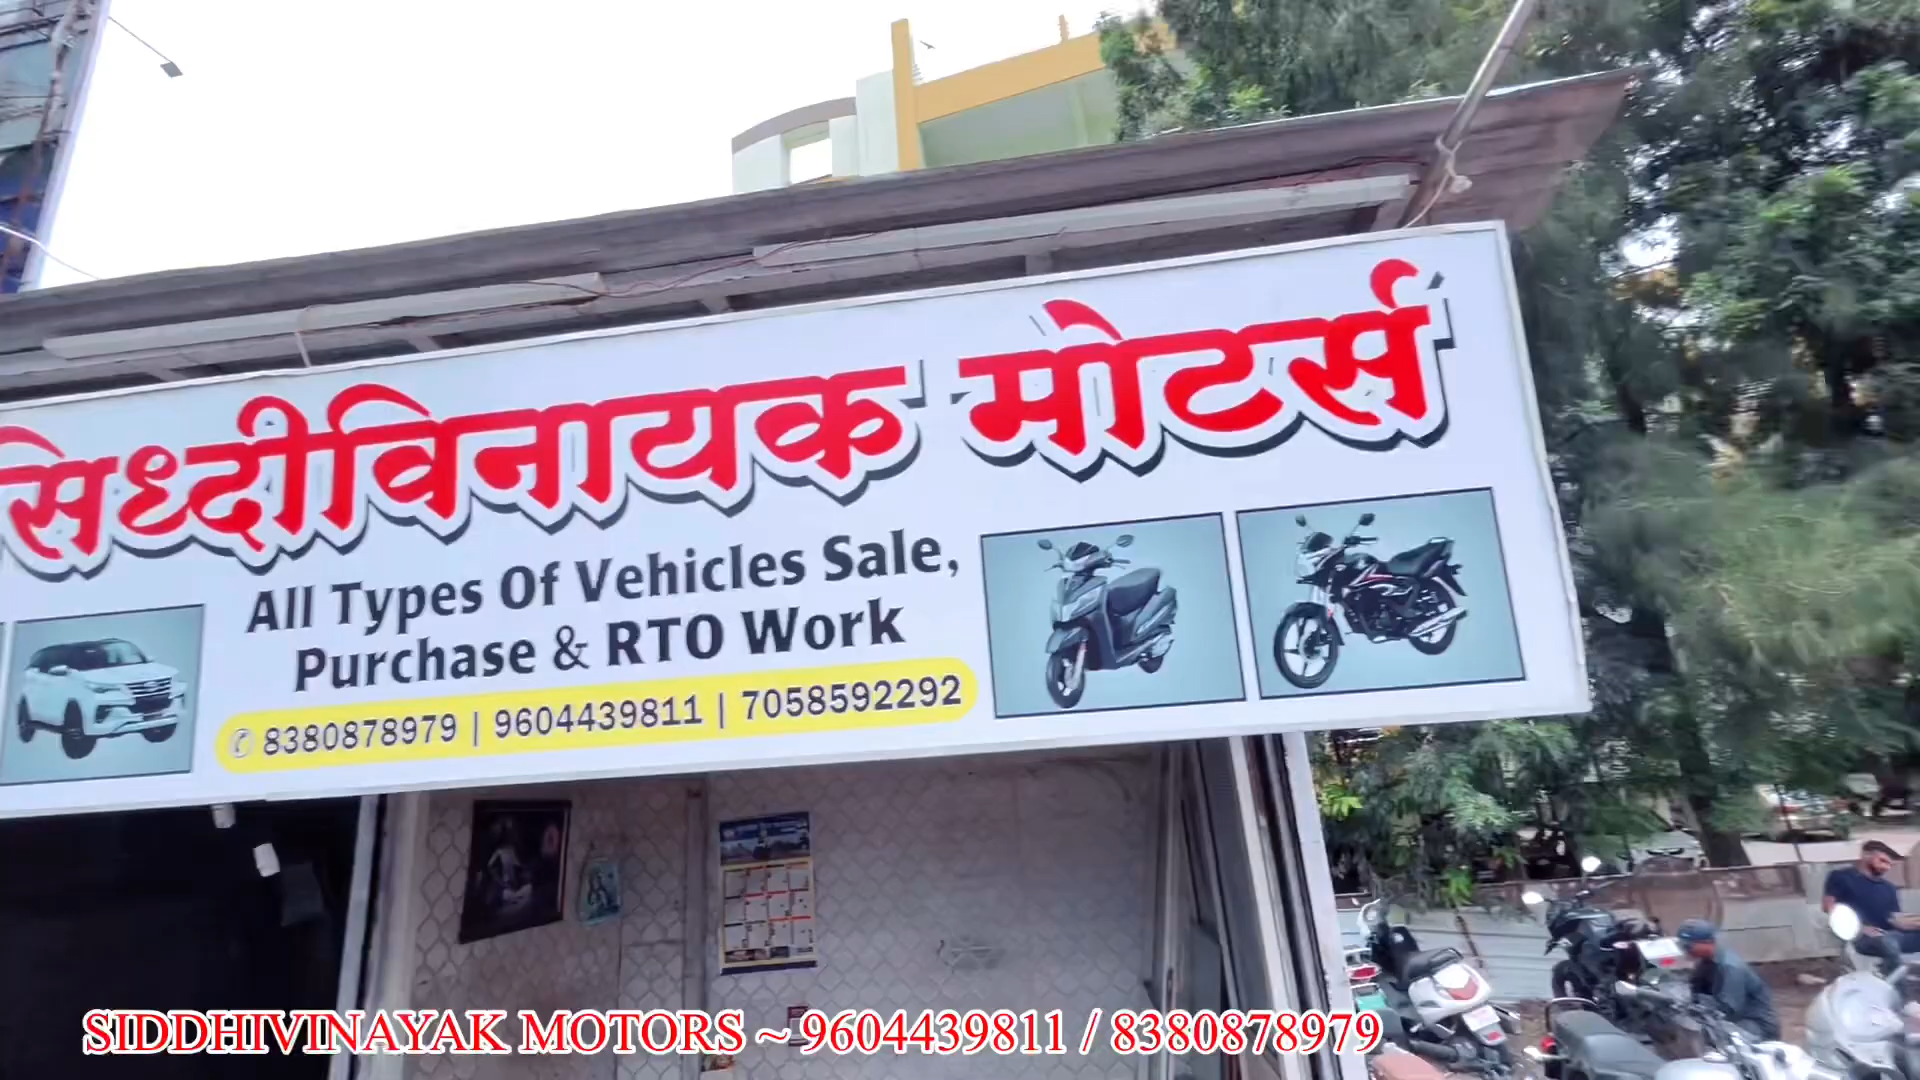 सिध्दीविनायक मोटर्स
All Types Of Vehicles Sale,
Purchase & RTO Work
✆ 8380878979 | 9604439811 | 7058592292
SIDDHIVINAYAK MOTORS ~ 9604439811 / 8380878979